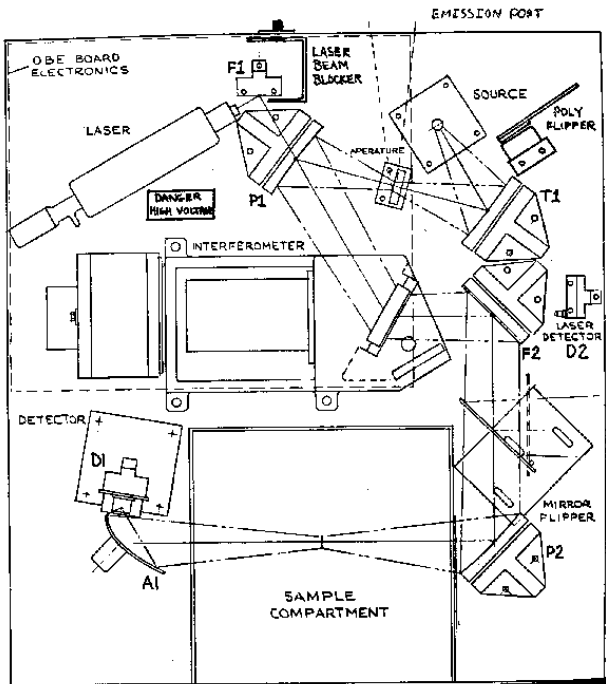 EMISSION PORT
OBE BOARD
ELECTRONICS
F1
LASER
BEAM
BLOCKER
SOURCE
POLY
FLIPPER
LASER
APERATURE
P1
T1
DANGER
HIGH VOLTAGE
INTERFEROMETER
LASER
DETECTOR
D2
F2
DETECTOR
D1
MIRROR
FLIPPER
P2
A1
SAMPLE
COMPARTMENT